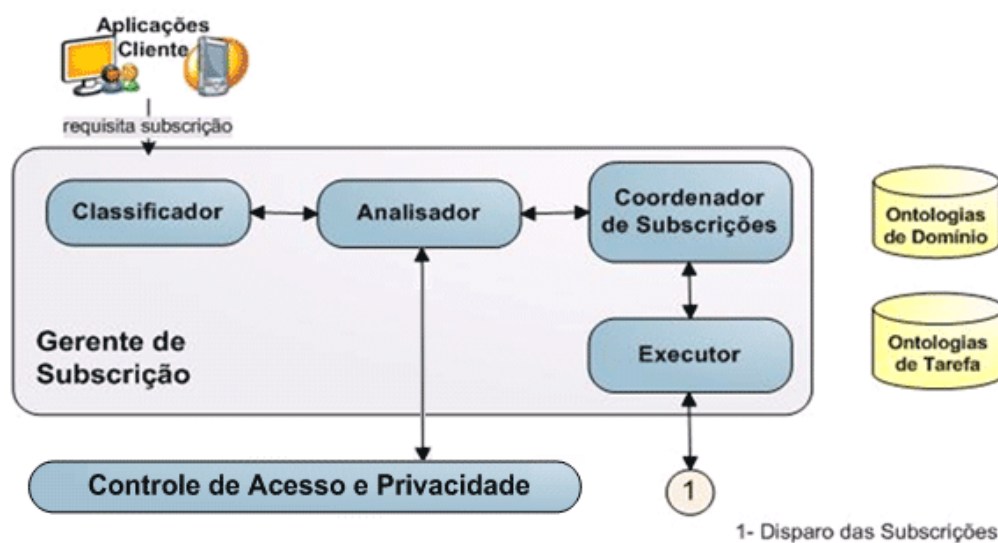 Aplicações
Cliente
requisita subscrição
Classificador
Analisador
Coordenador
de Subscrições
Ontologias
de Domínio
Gerente de
Subscrição
Executor
Ontologias
de Tarefa
Controle de Acesso e Privacidade
1
1- Disparo das Subscrições